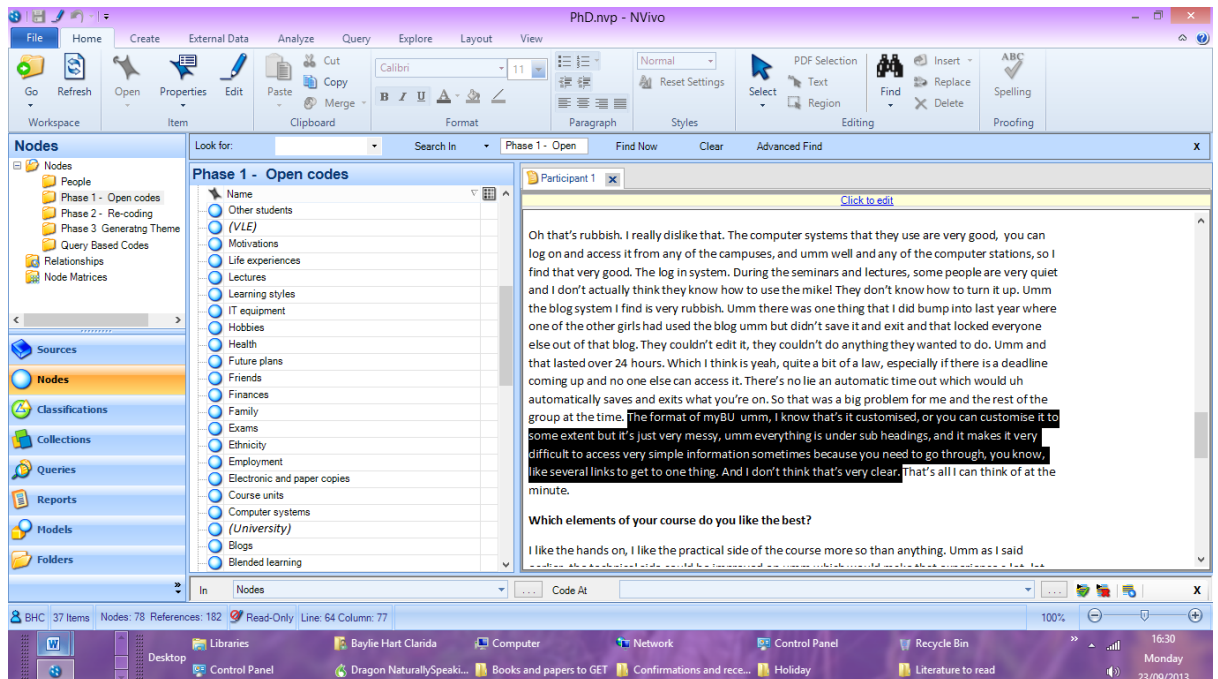 PhD.nvp - NVivo
File Home Create External Data Analyze Query Explore Layout View
Go Refresh Open Properties Edit Paste Cut Copy Merge
Calibri 11
B I U A
Normal
Reset Settings
Select PDF Selection Text Region
Find Insert Replace Delete
ABC
Spelling
Workspace Item Clipboard Format Paragraph Styles Editing Proofing
Nodes
Look for: Search In Phase 1 - Open Find Now Clear Advanced Find x
Nodes
People
Phase 1 - Open codes
Phase 2 - Re-coding
Phase 3 Generatng Theme
Query Based Codes
Relationships
Node Matrices
Sources
Nodes
Classifications
Collections
Queries
Reports
Models
Folders
Phase 1 - Open codes
Name
Other students
(VLE)
Motivations
Life experiences
Lectures
Learning styles
IT equipment
Hobbies
Health
Future plans
Friends
Finances
Family
Exams
Ethnicity
Employment
Electronic and paper copies
Course units
Computer systems
(University)
Blogs
Blended learning
Participant 1
Click to edit
Oh that's rubbish. I really dislike that. The computer systems that they use are very good, you can
log on and access it from any of the campuses, and umm well and any of the computer stations, so I
find that very good. The log in system. During the seminars and lectures, some people are very quiet
and I don't actually think they know how to use the mike! They don't know how to turn it up. Umm
the blog system I find is very rubbish. Umm there was one thing that I did bump into last year where
one of the other girls had used the blog umm but didn't save it and exit and that locked everyone
else out of that blog. They couldn't edit it, they couldn't do anything they wanted to do. Umm and
that lasted over 24 hours. Which I think is yeah, quite a bit of a law, especially if there is a deadline
coming up and no one else can access it. There's no lie an automatic time out which would uh
automatically saves and exits what you're on. So that was a big problem for me and the rest of the
group at the time. The format of myBU umm, I know that's it customised, or you can customise it to
some extent but it's just very messy, umm everything is under sub headings, and it makes it very
difficult to access very simple information sometimes because you need to go through, you know,
like several links to get to one thing. And I don't think that's very clear. That's all I can think of at the
minute.
Which elements of your course do you like the best?
I like the hands on, I like the practical side of the course more so than anything. Umm as I said
In Nodes ... Code At ... x
BHC 37 Items Nodes: 78 References: 182 Read-Only Line: 64 Column: 77 100%
Desktop
Libraries Baylie Hart Clarida Computer Network Control Panel Recycle Bin
Control Panel Dragon NaturallySpeaki... Books and papers to GET Confirmations and rece... Holiday Literature to read
16:30
Monday
23/09/2013